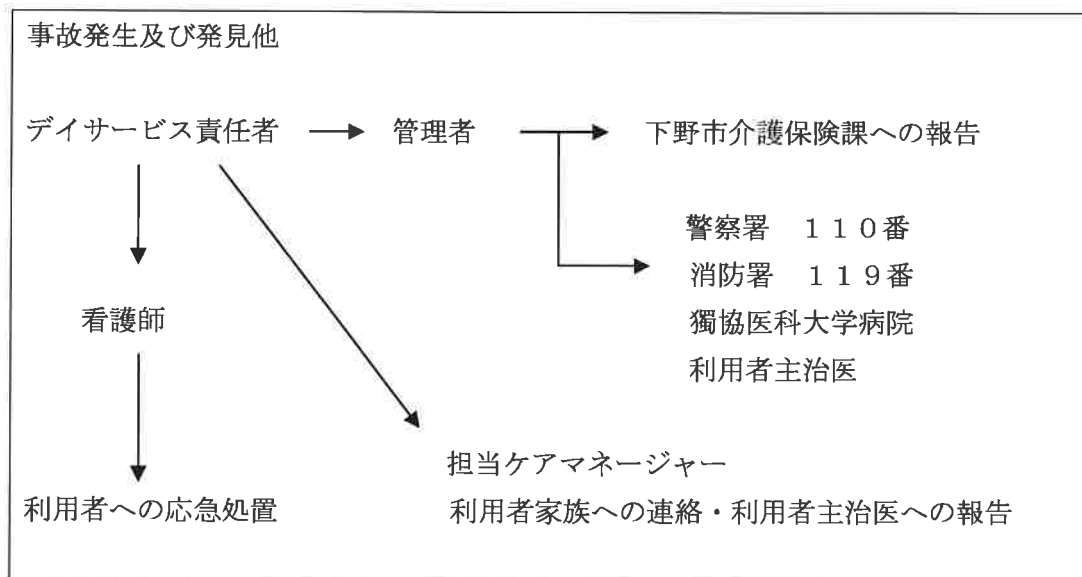 事故発生及び発見他
デイサービス責任者 → 管理者 → 下野市介護保険課への報告
警察署 110番
消防署 119番
獨協医科大学病院
利用者主治医
看護師
担当ケアマネージャー
利用者への応急処置
利用者家族への連絡・利用者主治医への報告